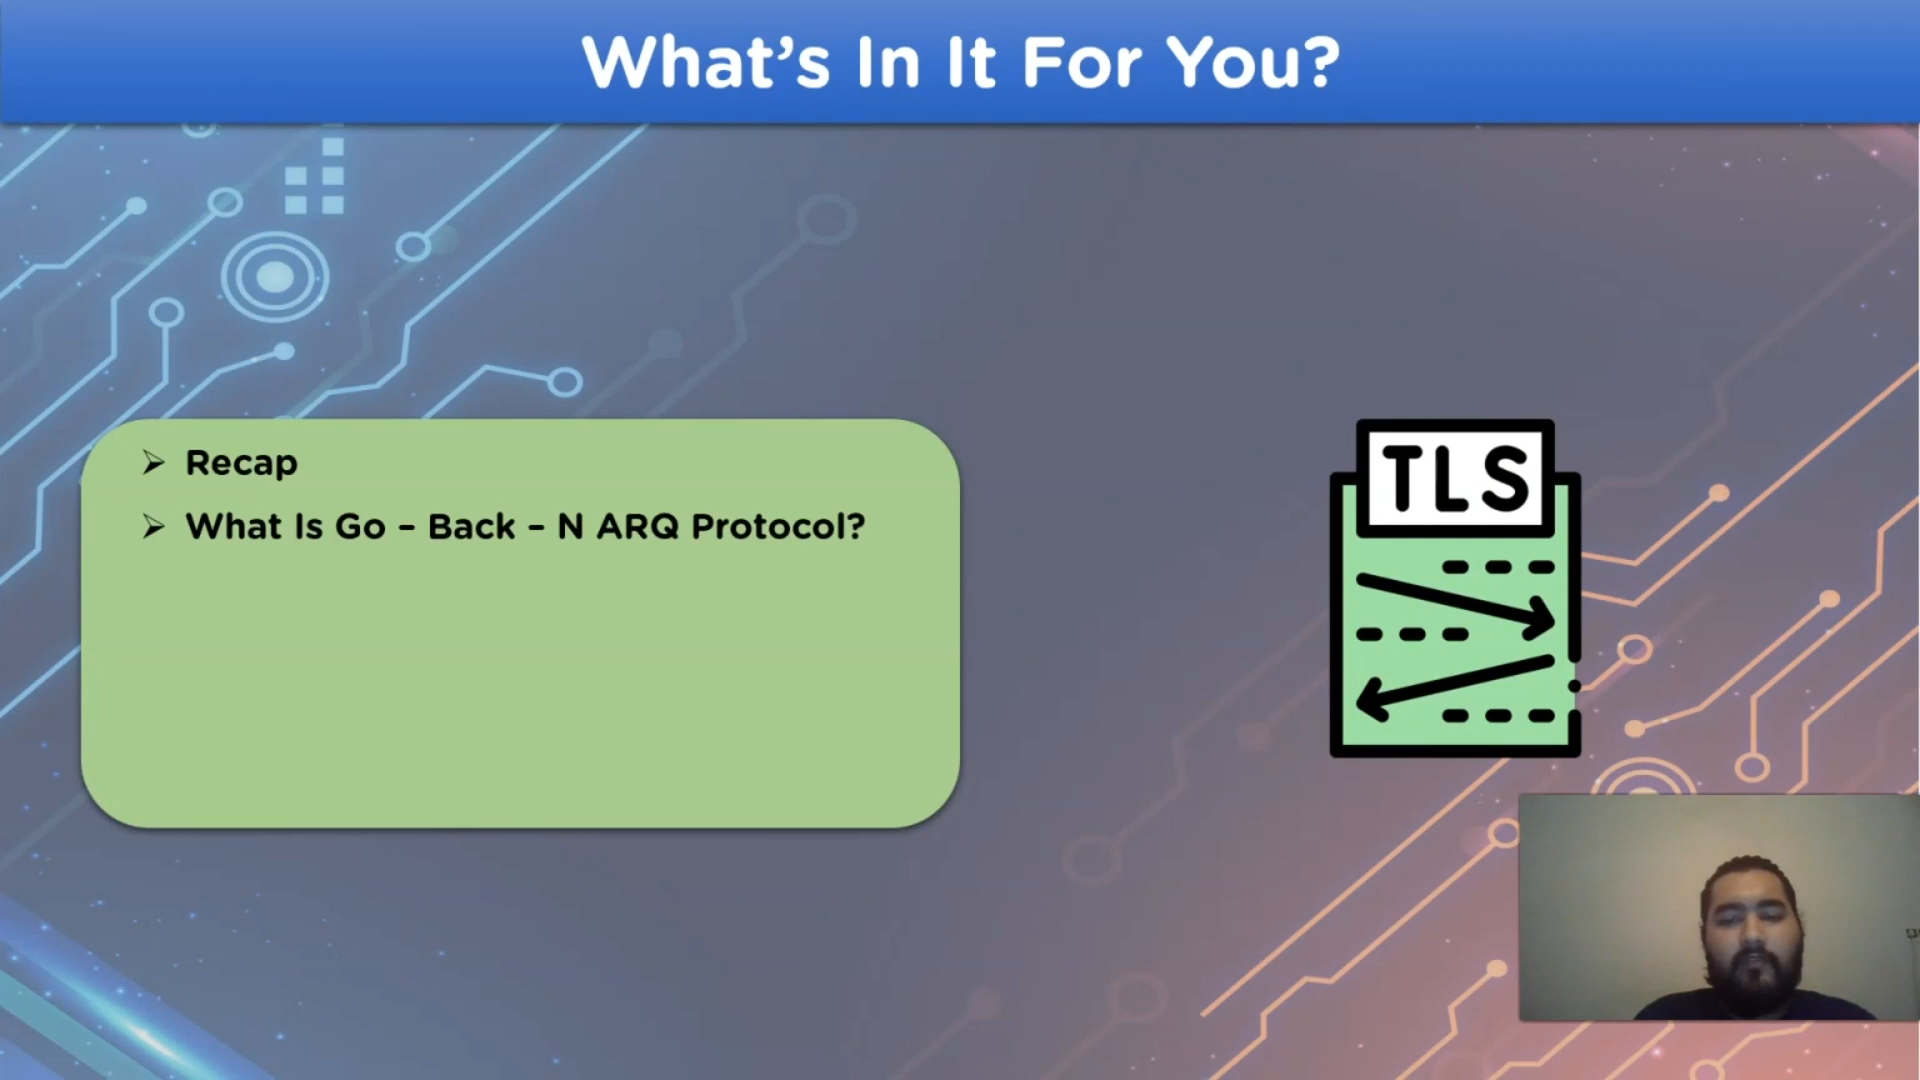 What's In It For You?
➢ Recap
➢ What Is Go – Back – N ARQ Protocol?
TLS